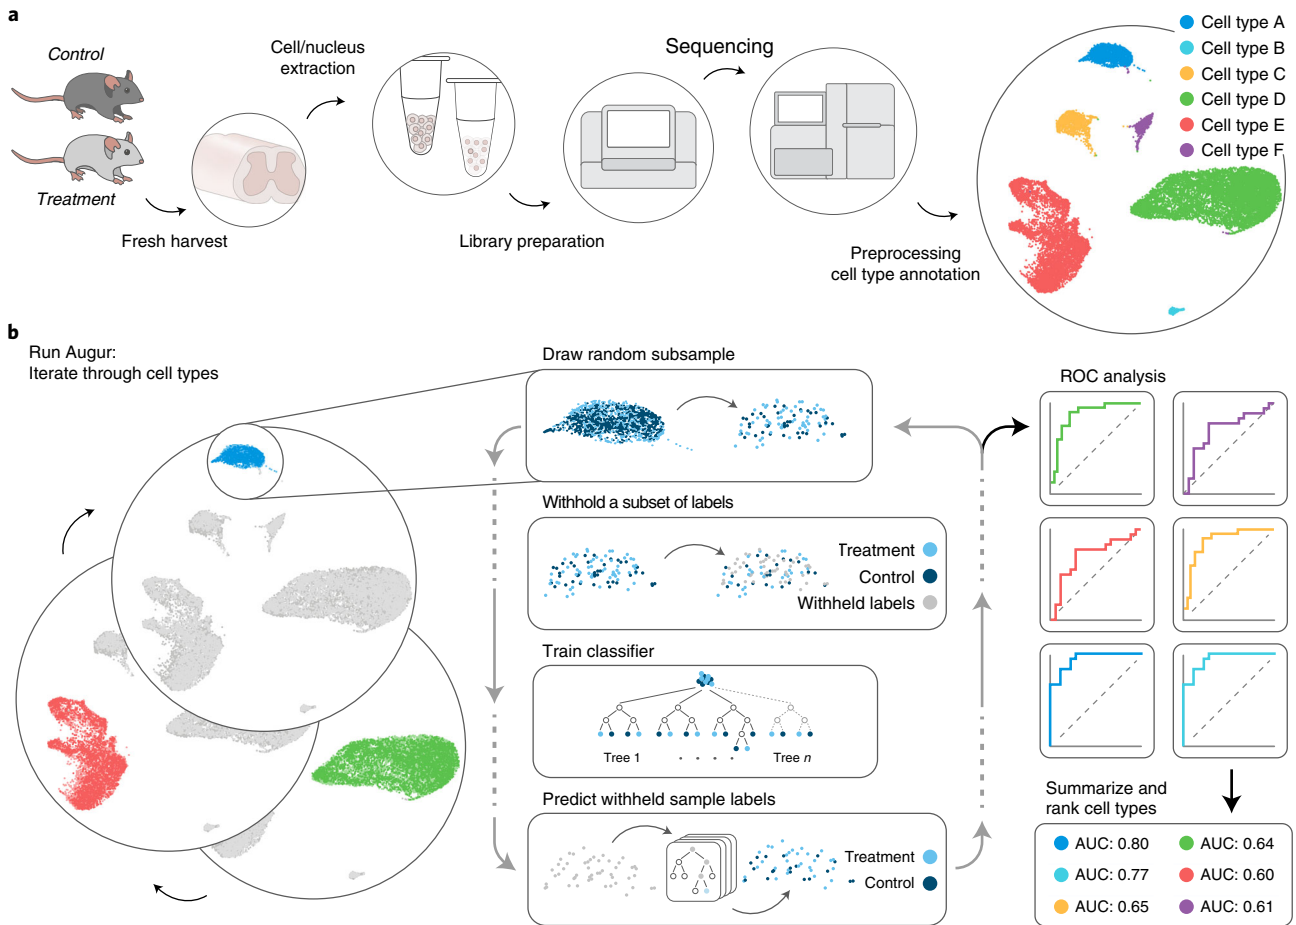 a
Control
Treatment
Fresh harvest
Cell/nucleus
extraction
Library preparation
Sequencing
Preprocessing
cell type annotation
Cell type A
Cell type B
Cell type C
Cell type D
Cell type E
Cell type F
b
Run Augur:
Iterate through cell types
Draw random subsample
Withhold a subset of labels
Treatment
Control
Withheld labels
Train classifier
Tree 1
. . . .
Tree n
Predict withheld sample labels
Treatment
Control
ROC analysis
Summarize and
rank cell types
AUC: 0.80
AUC: 0.64
AUC: 0.77
AUC: 0.60
AUC: 0.65
AUC: 0.61